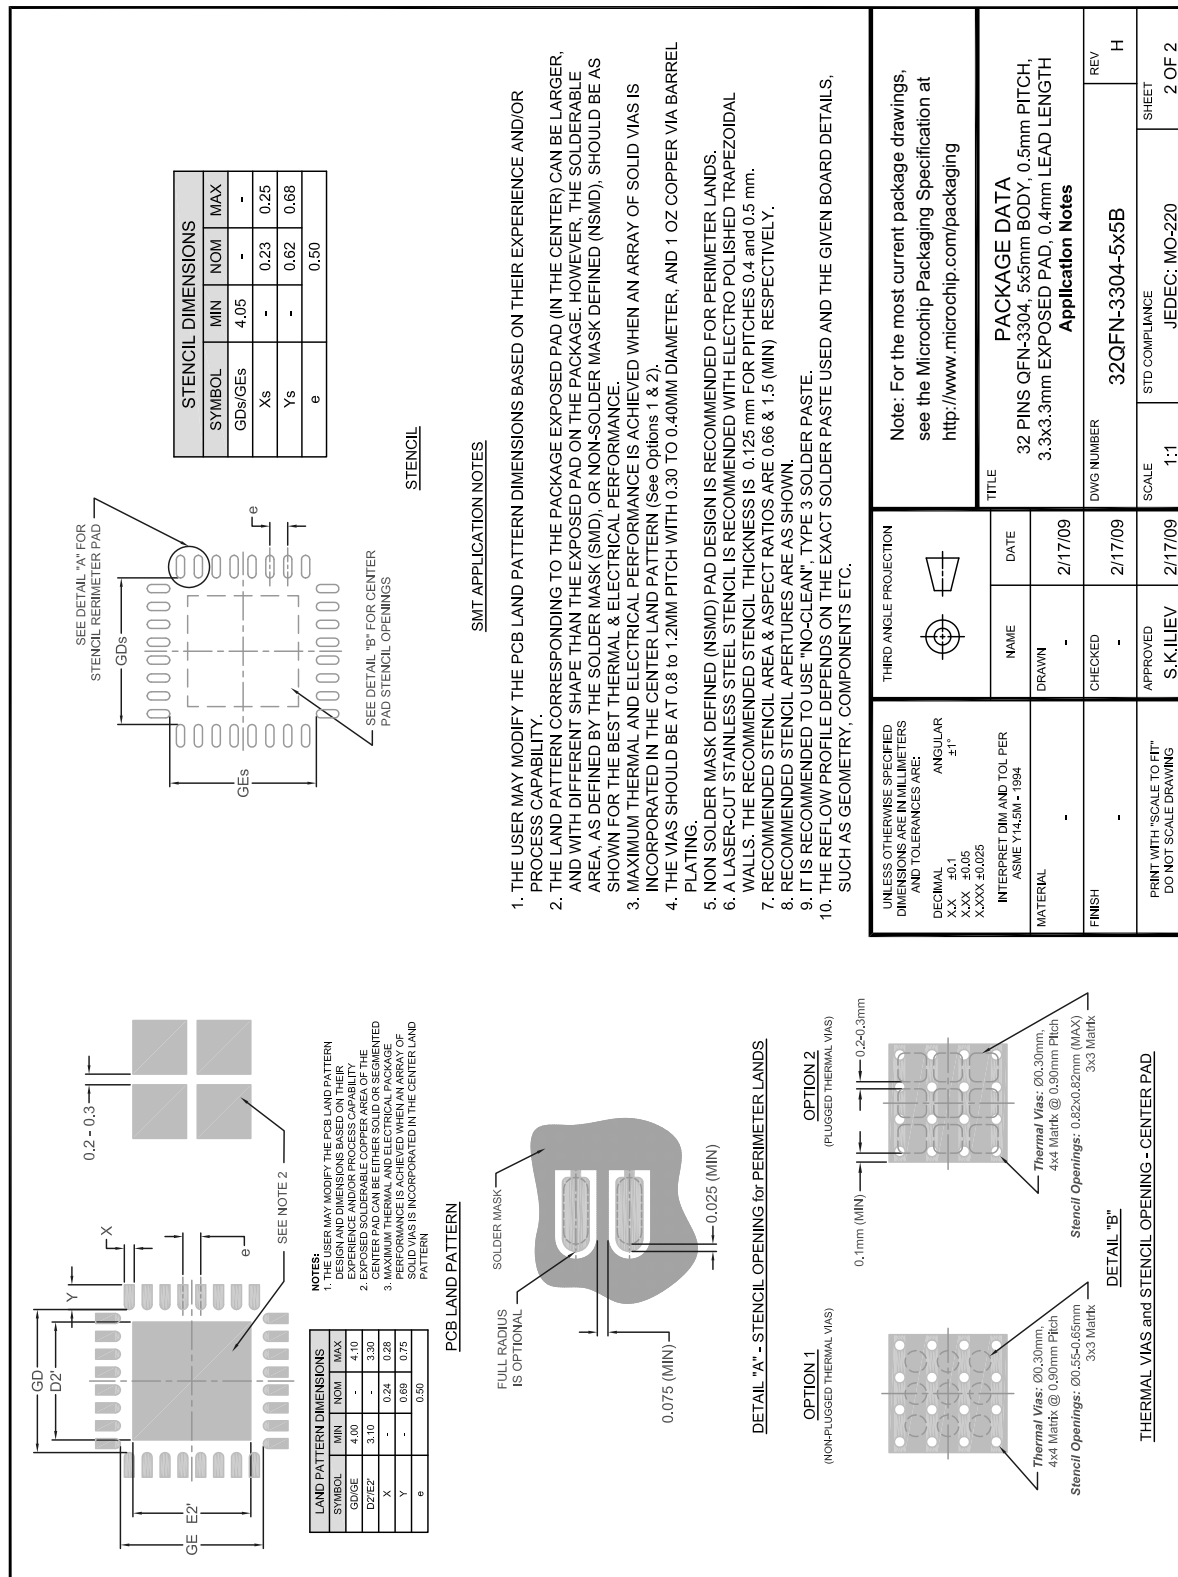 GD
D2'
GE
E2'
Y
X
e
0.2 - 0.3
SEE NOTE 2
LAND PATTERN DIMENSIONS
SYMBOL MIN NOM MAX
GD/GE 4.00 - 4.10
D2'/E2' 3.10 - 3.30
X - 0.24 0.28
Y - 0.69 0.75
e 0.50
NOTES:
1. THE USER MAY MODIFY THE PCB LAND PATTERN
DESIGN AND DIMENSIONS BASED ON THEIR
EXPERIENCE AND/OR PROCESS CAPABILITY
2. EXPOSED SOLDERABLE COPPER AREA OF THE
CENTER PAD CAN BE EITHER SOLID OR SEGMENTED
3. MAXIMUM THERMAL AND ELECTRICAL PACKAGE
PERFORMANCE IS ACHIEVED WHEN AN ARRAY OF
SOLID VIAS IS INCORPORATED IN THE CENTER LAND
PATTERN
PCB LAND PATTERN
SEE DETAIL "A" FOR
STENCIL RERIMETER PAD
GDs
GEs
e
SEE DETAIL "B" FOR CENTER
PAD STENCIL OPENINGS
STENCIL DIMENSIONS
SYMBOL MIN NOM MAX
GDs/GEs 4.05 - -
Xs - 0.23 0.25
Ys - 0.62 0.68
e 0.50
STENCIL
FULL RADIUS
IS OPTIONAL
SOLDER MASK
0.075 (MIN)
0.025 (MIN)
DETAIL "A" - STENCIL OPENING for PERIMETER LANDS
OPTION 1
(NON-PLUGGED THERMAL VIAS)
OPTION 2
(PLUGGED THERMAL VIAS)
0.1mm (MIN)
0.2-0.3mm
Thermal Vias: Ø0.30mm,
4x4 Matrix @ 0.90mm Pitch
Stencil Openings: Ø0.55-0.65mm
3x3 Matrix
Thermal Vias: Ø0.30mm,
4x4 Matrix @ 0.90mm Pitch
Stencil Openings: 0.82x0.82mm (MAX)
3x3 Matrix
DETAIL "B"
THERMAL VIAS and STENCIL OPENING - CENTER PAD
SMT APPLICATION NOTES
1. THE USER MAY MODIFY THE PCB LAND PATTERN DIMENSIONS BASED ON THEIR EXPERIENCE AND/OR
PROCESS CAPABILITY.
2. THE LAND PATTERN CORRESPONDING TO THE PACKAGE EXPOSED PAD (IN THE CENTER) CAN BE LARGER,
AND WITH DIFFERENT SHAPE THAN THE EXPOSED PAD ON THE PACKAGE. HOWEVER, THE SOLDERABLE
AREA, AS DEFINED BY THE SOLDER MASK (SMD), OR NON-SOLDER MASK DEFINED (NSMD), SHOULD BE AS
SHOWN FOR THE BEST THERMAL & ELECTRICAL PERFORMANCE.
3. MAXIMUM THERMAL AND ELECTRICAL PERFORMANCE IS ACHIEVED WHEN AN ARRAY OF SOLID VIAS IS
INCORPORATED IN THE CENTER LAND PATTERN (See Options 1 & 2).
4. THE VIAS SHOULD BE AT 0.8 to 1.2MM PITCH WITH 0.30 TO 0.40MM DIAMETER, AND 1 OZ COPPER VIA BARREL
PLATING.
5. NON SOLDER MASK DEFINED (NSMD) PAD DESIGN IS RECOMMENDED FOR PERIMETER LANDS.
6. A LASER-CUT STAINLESS STEEL STENCIL IS RECOMMENDED WITH ELECTRO POLISHED TRAPEZOIDAL
WALLS. THE RECOMMENDED STENCIL THICKNESS IS 0.125 mm FOR PITCHES 0.4 and 0.5 mm.
7. RECOMMENDED STENCIL AREA & ASPECT RATIOS ARE 0.66 & 1.5 (MIN) RESPECTIVELY.
8. RECOMMENDED STENCIL APERTURES ARE AS SHOWN.
9. IT IS RECOMMENDED TO USE "NO-CLEAN", TYPE 3 SOLDER PASTE.
10. THE REFLOW PROFILE DEPENDS ON THE EXACT SOLDER PASTE USED AND THE GIVEN BOARD DETAILS,
SUCH AS GEOMETRY, COMPONENTS ETC.
UNLESS OTHERWISE SPECIFIED
DIMENSIONS ARE IN MILLIMETERS
AND TOLERANCES ARE:
DECIMAL ANGULAR
X.X ±0.1 ±1°
X.XX ±0.05
X.XXX ±0.025
INTERPRET DIM AND TOL PER
ASME Y14.5M - 1994
MATERIAL
-
FINISH
-
PRINT WITH "SCALE TO FIT"
DO NOT SCALE DRAWING
THIRD ANGLE PROJECTION
NAME DATE
DRAWN
- 2/17/09
CHECKED
- 2/17/09
APPROVED
S.K.ILIEV 2/17/09
Note: For the most current package drawings,
see the Microchip Packaging Specification at
http://www.microchip.com/packaging
TITLE
PACKAGE DATA
32 PINS QFN-3304, 5x5mm BODY, 0.5mm PITCH,
3.3x3.3mm EXPOSED PAD, 0.4mm LEAD LENGTH
Application Notes
DWG NUMBER
32QFN-3304-5x5B
REV
H
SCALE
1:1
STD COMPLIANCE
JEDEC: MO-220
SHEET
2 OF 2